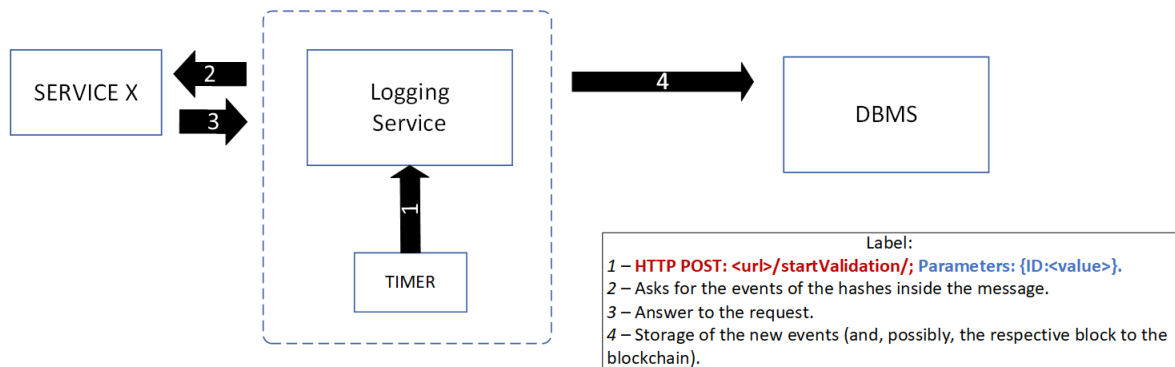 SERVICE X
2
3
Logging
Service
1
TIMER
4
DBMS
Label:
1 – HTTP POST: <url>/startValidation/; Parameters: {ID:<value>}.
2 – Asks for the events of the hashes inside the message.
3 – Answer to the request.
4 – Storage of the new events (and, possibly, the respective block to the
blockchain).